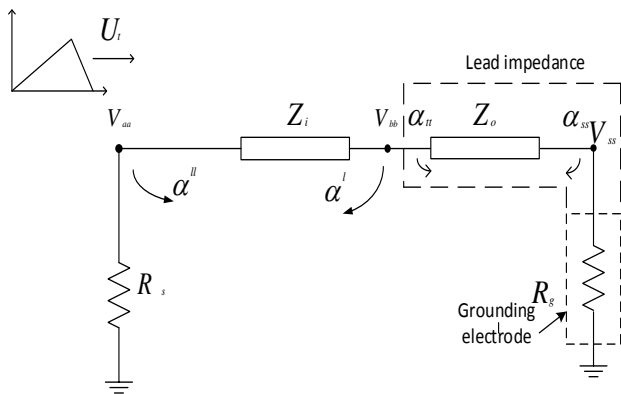 U_t
Lead impedance
V_aa
Z_i
V_bb
α_tt
Z_o
α_ss
V_ss
α^ll
α^l
R_s
R_g
Grounding
electrode